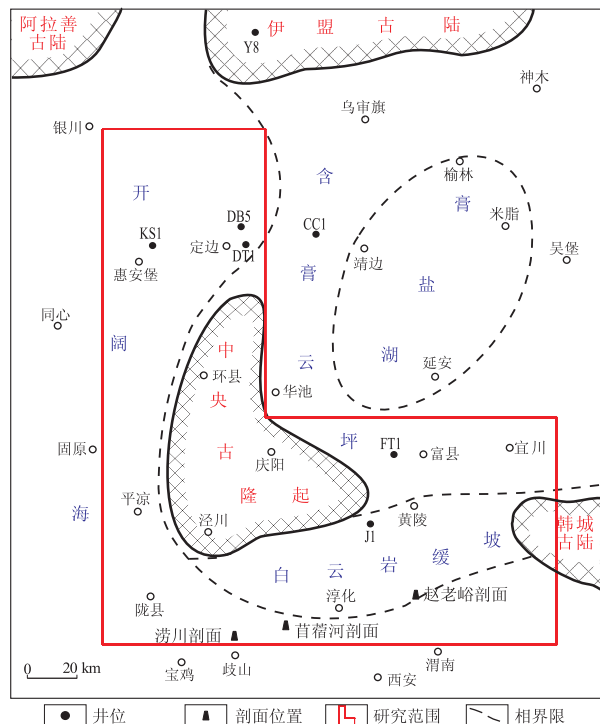 阿拉善
古陆
伊盟古陆
Y8
神木
乌审旗
银川
榆林
开
含
膏
米脂
DB5
KS1
CC1
定边
DT1
靖边
吴堡
惠安堡
膏
盐
同心
阔
中
云
湖
延安
环县
华池
央
坪
古
庆阳
FT1
富县
宜川
固原
隆起
海
平凉
泾川
黄陵
J1
韩城
古陆
白云岩缓坡
陇县
淳化
赵老峪剖面
涝川剖面
苜蓿河剖面
岐山
渭南
宝鸡
西安
0 20 km
井位
剖面位置
研究范围
相界限